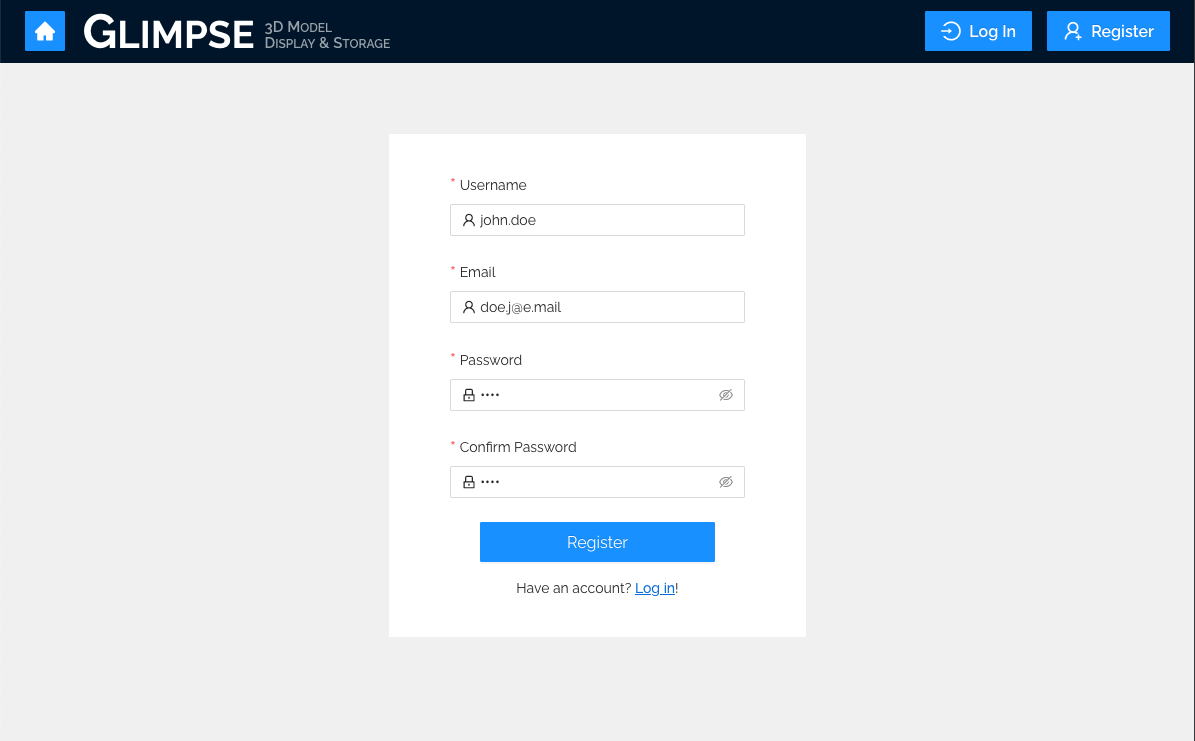 GLIMPSE
3D MODEL
DISPLAY & STORAGE
Log In
Register
* Username
john.doe
* Email
doe.j@e.mail
* Password
••••
* Confirm Password
••••
Register
Have an account? Log in!